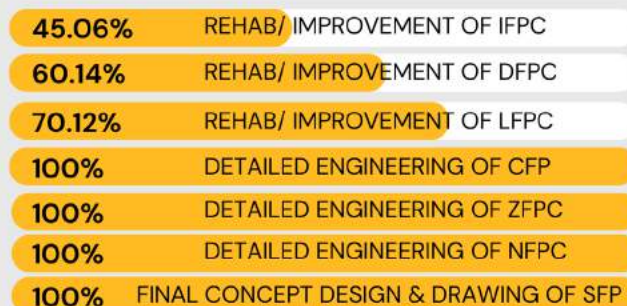 45.06% REHAB/ IMPROVEMENT OF IFPC
60.14% REHAB/ IMPROVEMENT OF DFPC
70.12% REHAB/ IMPROVEMENT OF LFPC
100% DETAILED ENGINEERING OF CFP
100% DETAILED ENGINEERING OF ZFPC
100% DETAILED ENGINEERING OF NFPC
100% FINAL CONCEPT DESIGN & DRAWING OF SFP